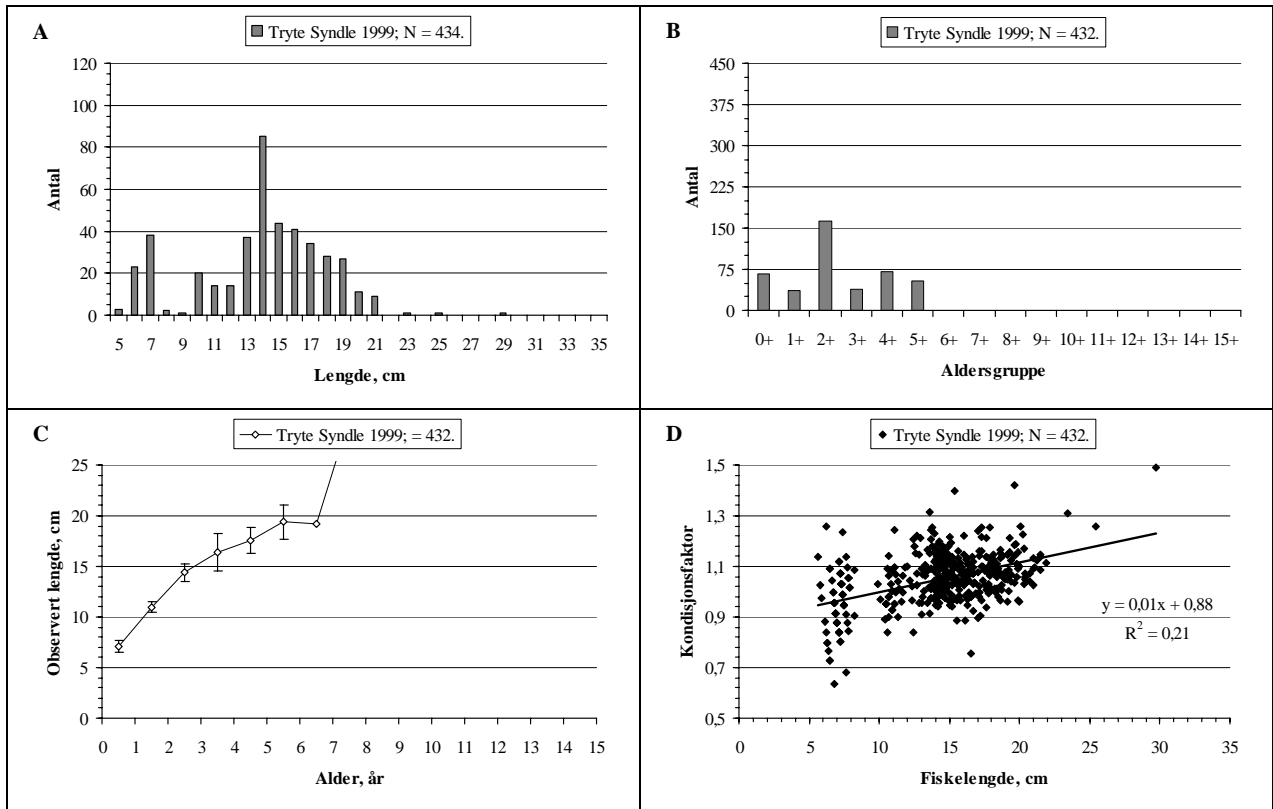 A
Tryte Syndle 1999; N = 434.
120
100
80
60
40
20
0
Antal
5 7 9 11 13 15 17 19 21 23 25 27 29 31 33 35
Lengde, cm
B
Tryte Syndle 1999; N = 432.
450
375
300
225
150
75
0
Antal
0+ 1+ 2+ 3+ 4+ 5+ 6+ 7+ 8+ 9+ 10+ 11+ 12+ 13+ 14+ 15+
Aldersgruppe
C
Tryte Syndle 1999; = 432.
25
20
15
10
5
0
Observert lengde, cm
0 1 2 3 4 5 6 7 8 9 10 11 12 13 14 15
Alder, år
D
Tryte Syndle 1999; N = 432.
1,5
1,3
1,1
0,9
0,7
0,5
Kondisjonsfaktor
y = 0,01x + 0,88
R² = 0,21
0 5 10 15 20 25 30 35
Fiskelengde, cm